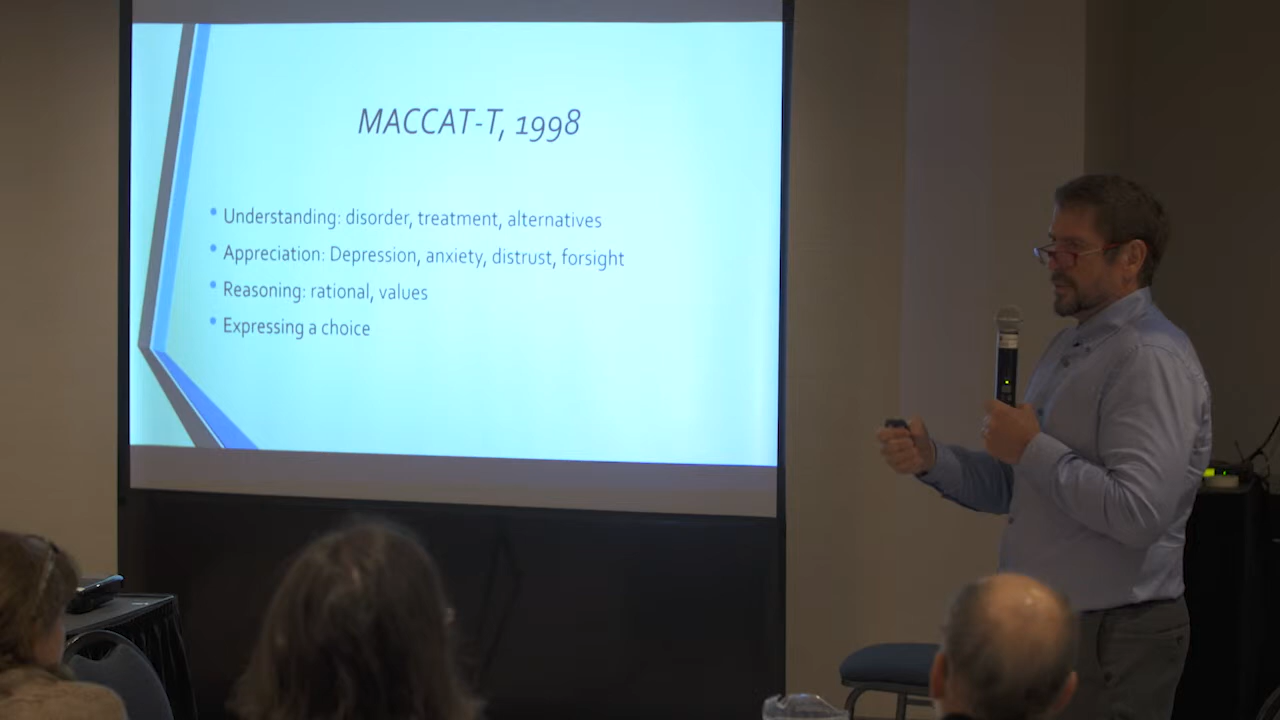 MACCAT-T, 1998
• Understanding: disorder, treatment, alternatives
• Appreciation: Depression, anxiety, distrust, forsight
• Reasoning: rational, values
• Expressing a choice